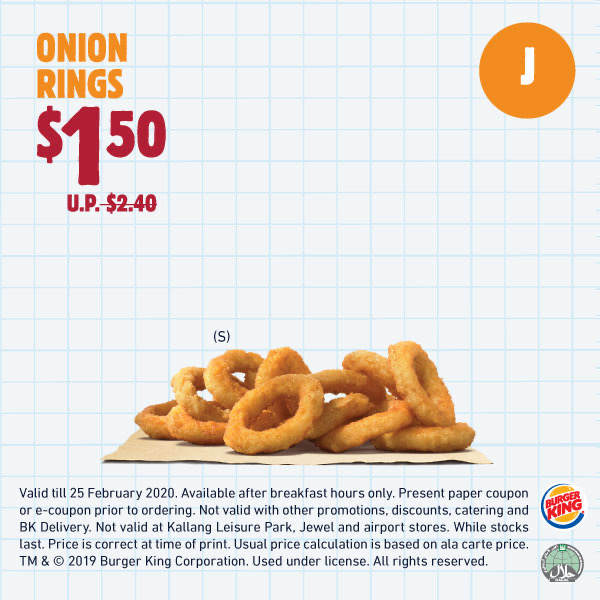 ONION
RINGS
$1.50
U.P. $2.40
J
(S)
Valid till 25 February 2020. Available after breakfast hours only. Present paper coupon
or e-coupon prior to ordering. Not valid with other promotions, discounts, catering and
BK Delivery. Not valid at Kallang Leisure Park, Jewel and airport stores. While stocks
last. Price is correct at time of print. Usual price calculation is based on ala carte price.
TM & © 2019 Burger King Corporation. Used under license. All rights reserved.
BURGER
KING